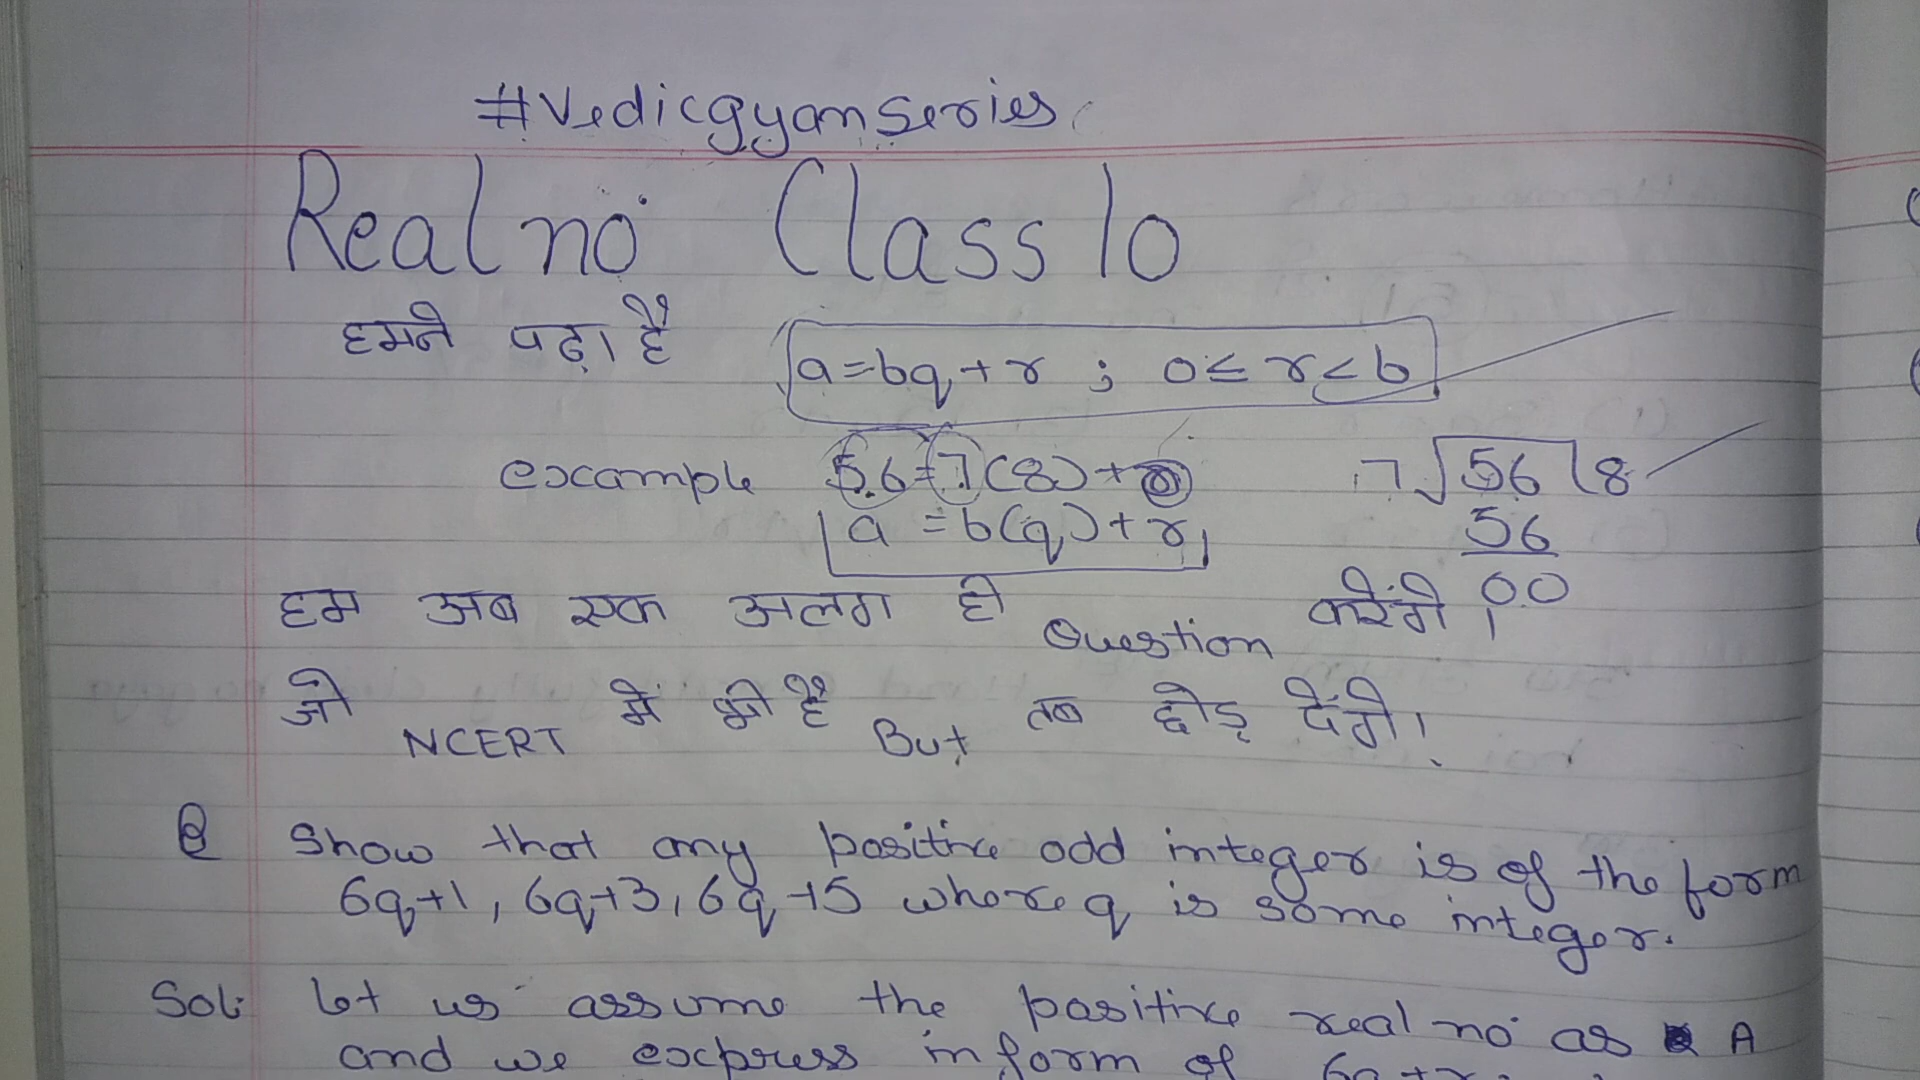 #Vedicgyanseries
Real no Class 10
हमने पढ़ा है a=bq+r ; 0≤r<b
example 56=7(8)+0 7√56(8
a = b(q)+r 56
00
हम अब एक अलग ही Question करेंगे।
जो NCERT में भी है But तब छोड़ देंगे।
Q Show that any positive odd integer is of the form
6q+1, 6q+3, 6q+5 where q is some integer.
Sol: Let us assume the positive real no as A
and we express in form of 6q+r